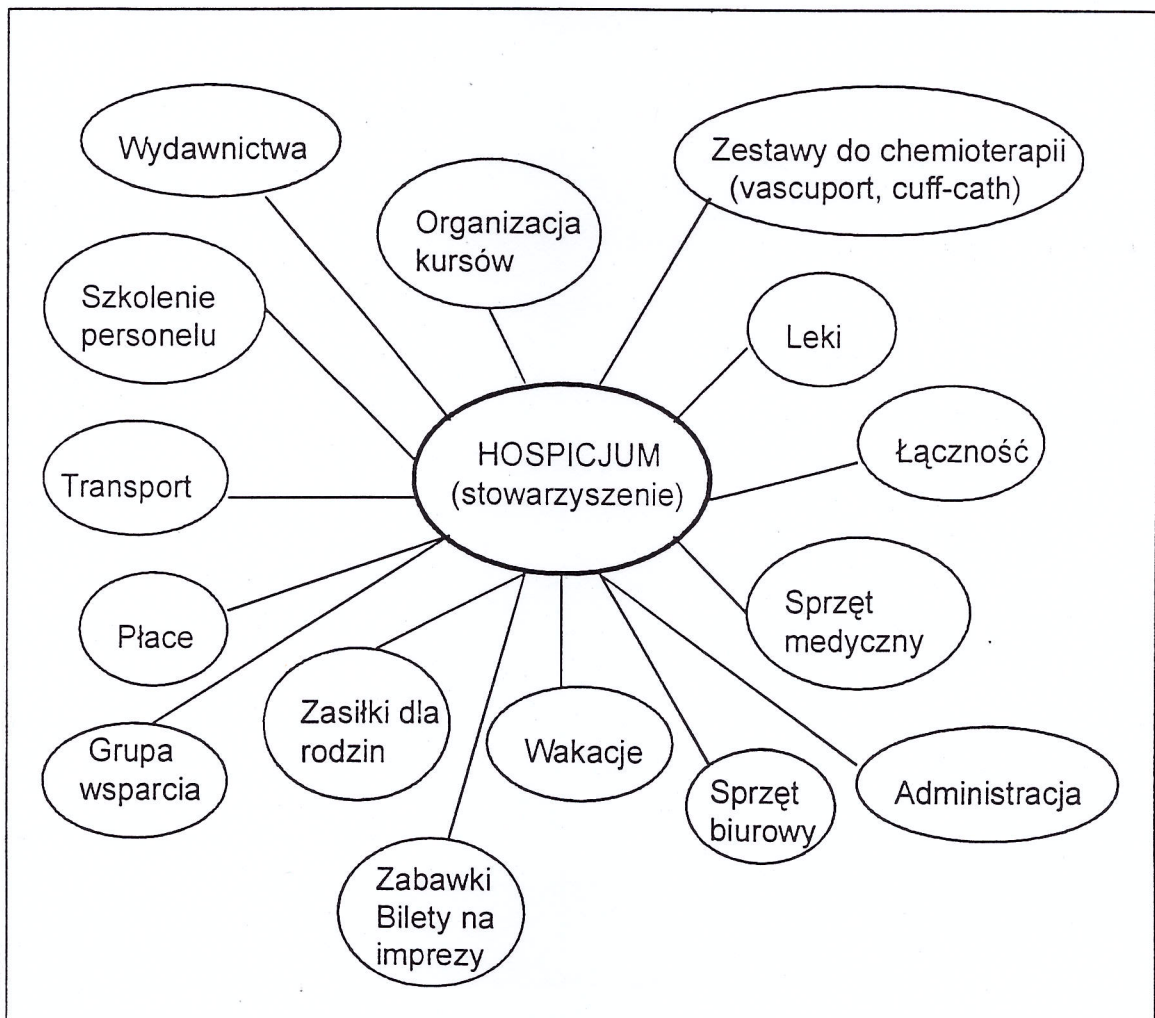 Wydawnictwa
Zestawy do chemioterapii
(vascuport, cuff-cath)
Organizacja
kursów
Szkolenie
personelu
Leki
Łączność
HOSPICJUM
(stowarzyszenie)
Transport
Sprzęt
medyczny
Płace
Zasiłki dla
rodzin
Wakacje
Grupa
wsparcia
Sprzęt
biurowy
Administracja
Zabawki
Bilety na
imprezy